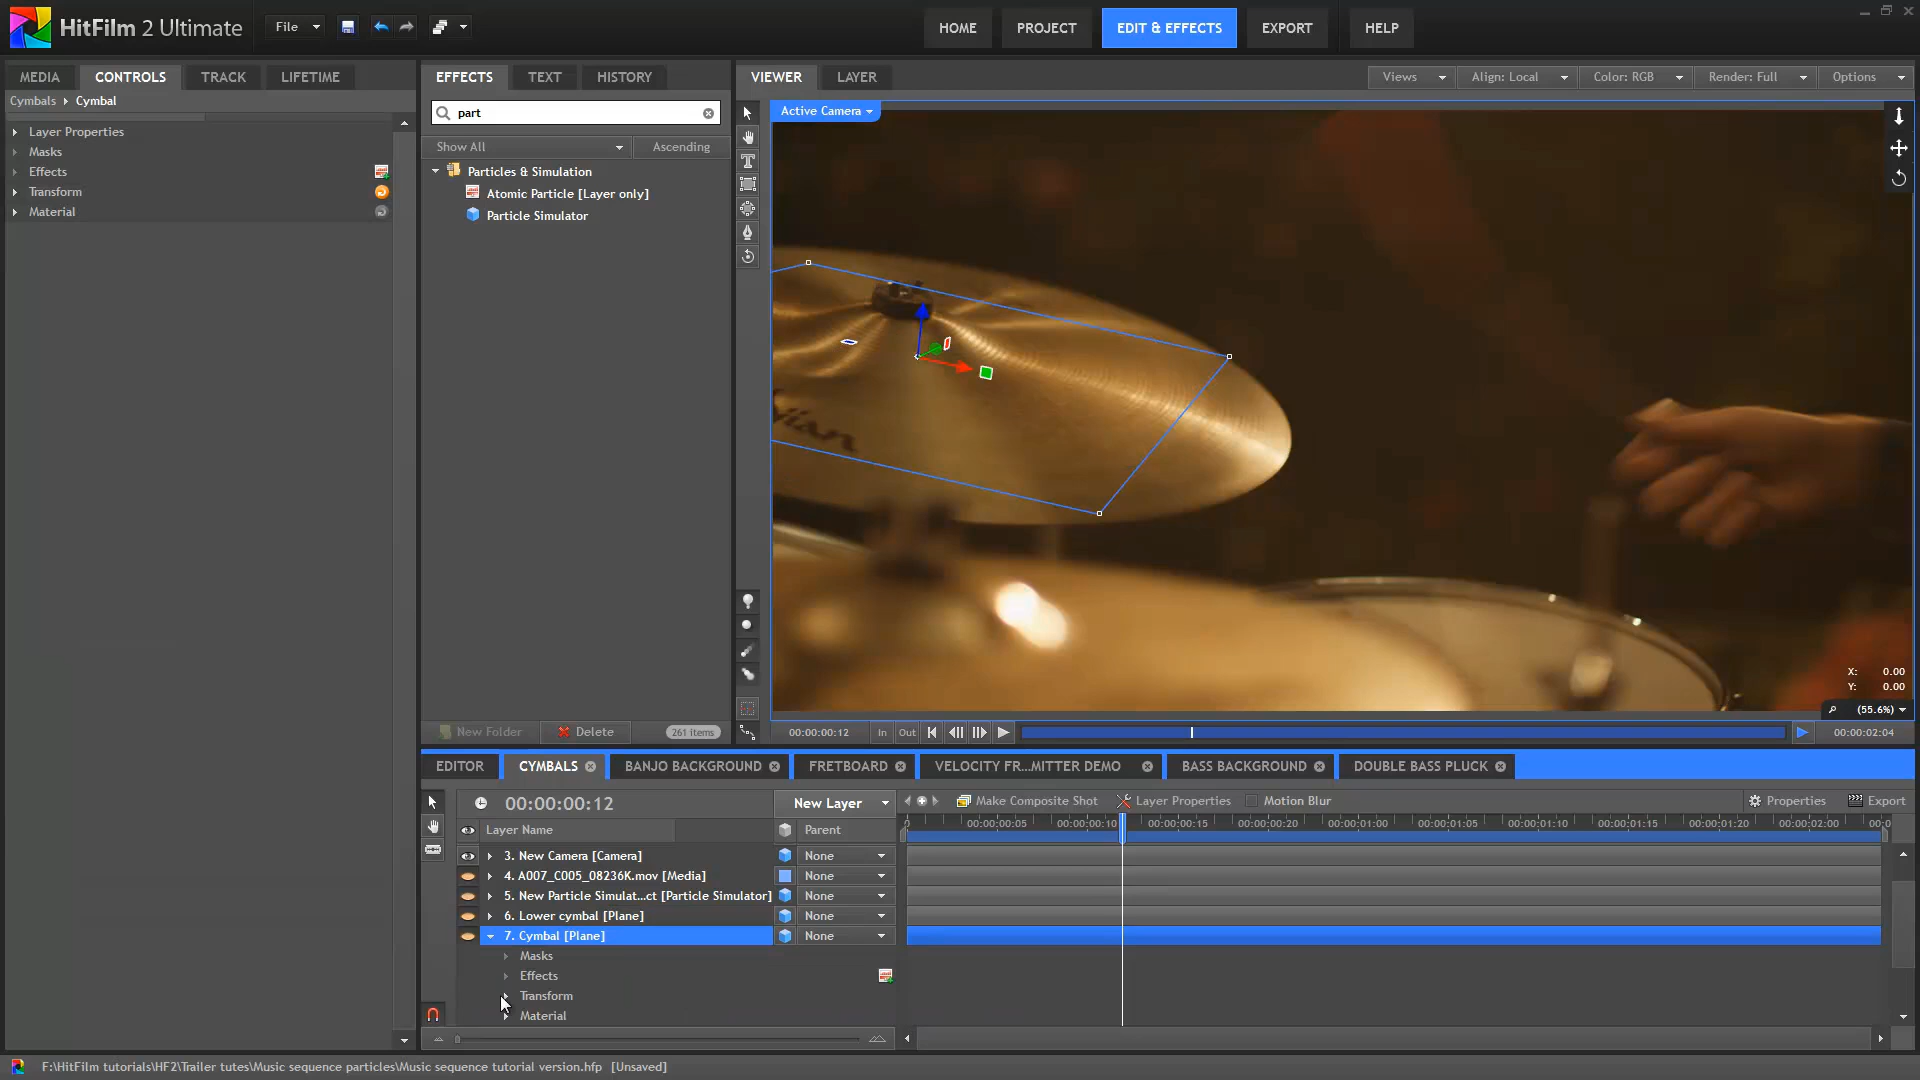 HitFilm 2 Ultimate
File
HOME
PROJECT
EDIT & EFFECTS
EXPORT
HELP
MEDIA
CONTROLS
TRACK
LIFETIME
EFFECTS
TEXT
HISTORY
VIEWER
LAYER
Views
Align: Local
Color: RGB
Render: Full
Options
Cymbals
Cymbal
Layer Properties
Masks
Effects
Transform
Material
part
Show All
Ascending
Particles & Simulation
Atomic Particle [Layer only]
Particle Simulator
Active Camera
X: 0.00
Y: 0.00
(55.6%)
New Folder
Delete
261 items
00:00:00:12
In
Out
00:00:02:04
EDITOR
CYMBALS
BANJO BACKGROUND
FRETBOARD
VELOCITY FR...MITTER DEMO
BASS BACKGROUND
DOUBLE BASS PLUCK
00:00:00:12
New Layer
Make Composite Shot
Layer Properties
Motion Blur
Properties
Export
Layer Name
Parent
0
00:00:00:05
00:00:00:10
00:00:00:15
00:00:00:20
00:00:01:00
00:00:01:05
00:00:01:10
00:00:01:15
00:00:01:20
00:00:02:00
3. New Camera [Camera] None
4. A007_C005_08236K.mov [Media] None
5. New Particle Simulat...ct [Particle Simulator] None
6. Lower cymbal [Plane] None
7. Cymbal [Plane] None
Masks
Effects
Transform
Material
F:\HitFilm tutorials\HF2\Trailer tutes\Music sequence particles\Music sequence tutorial version.hfp [Unsaved]